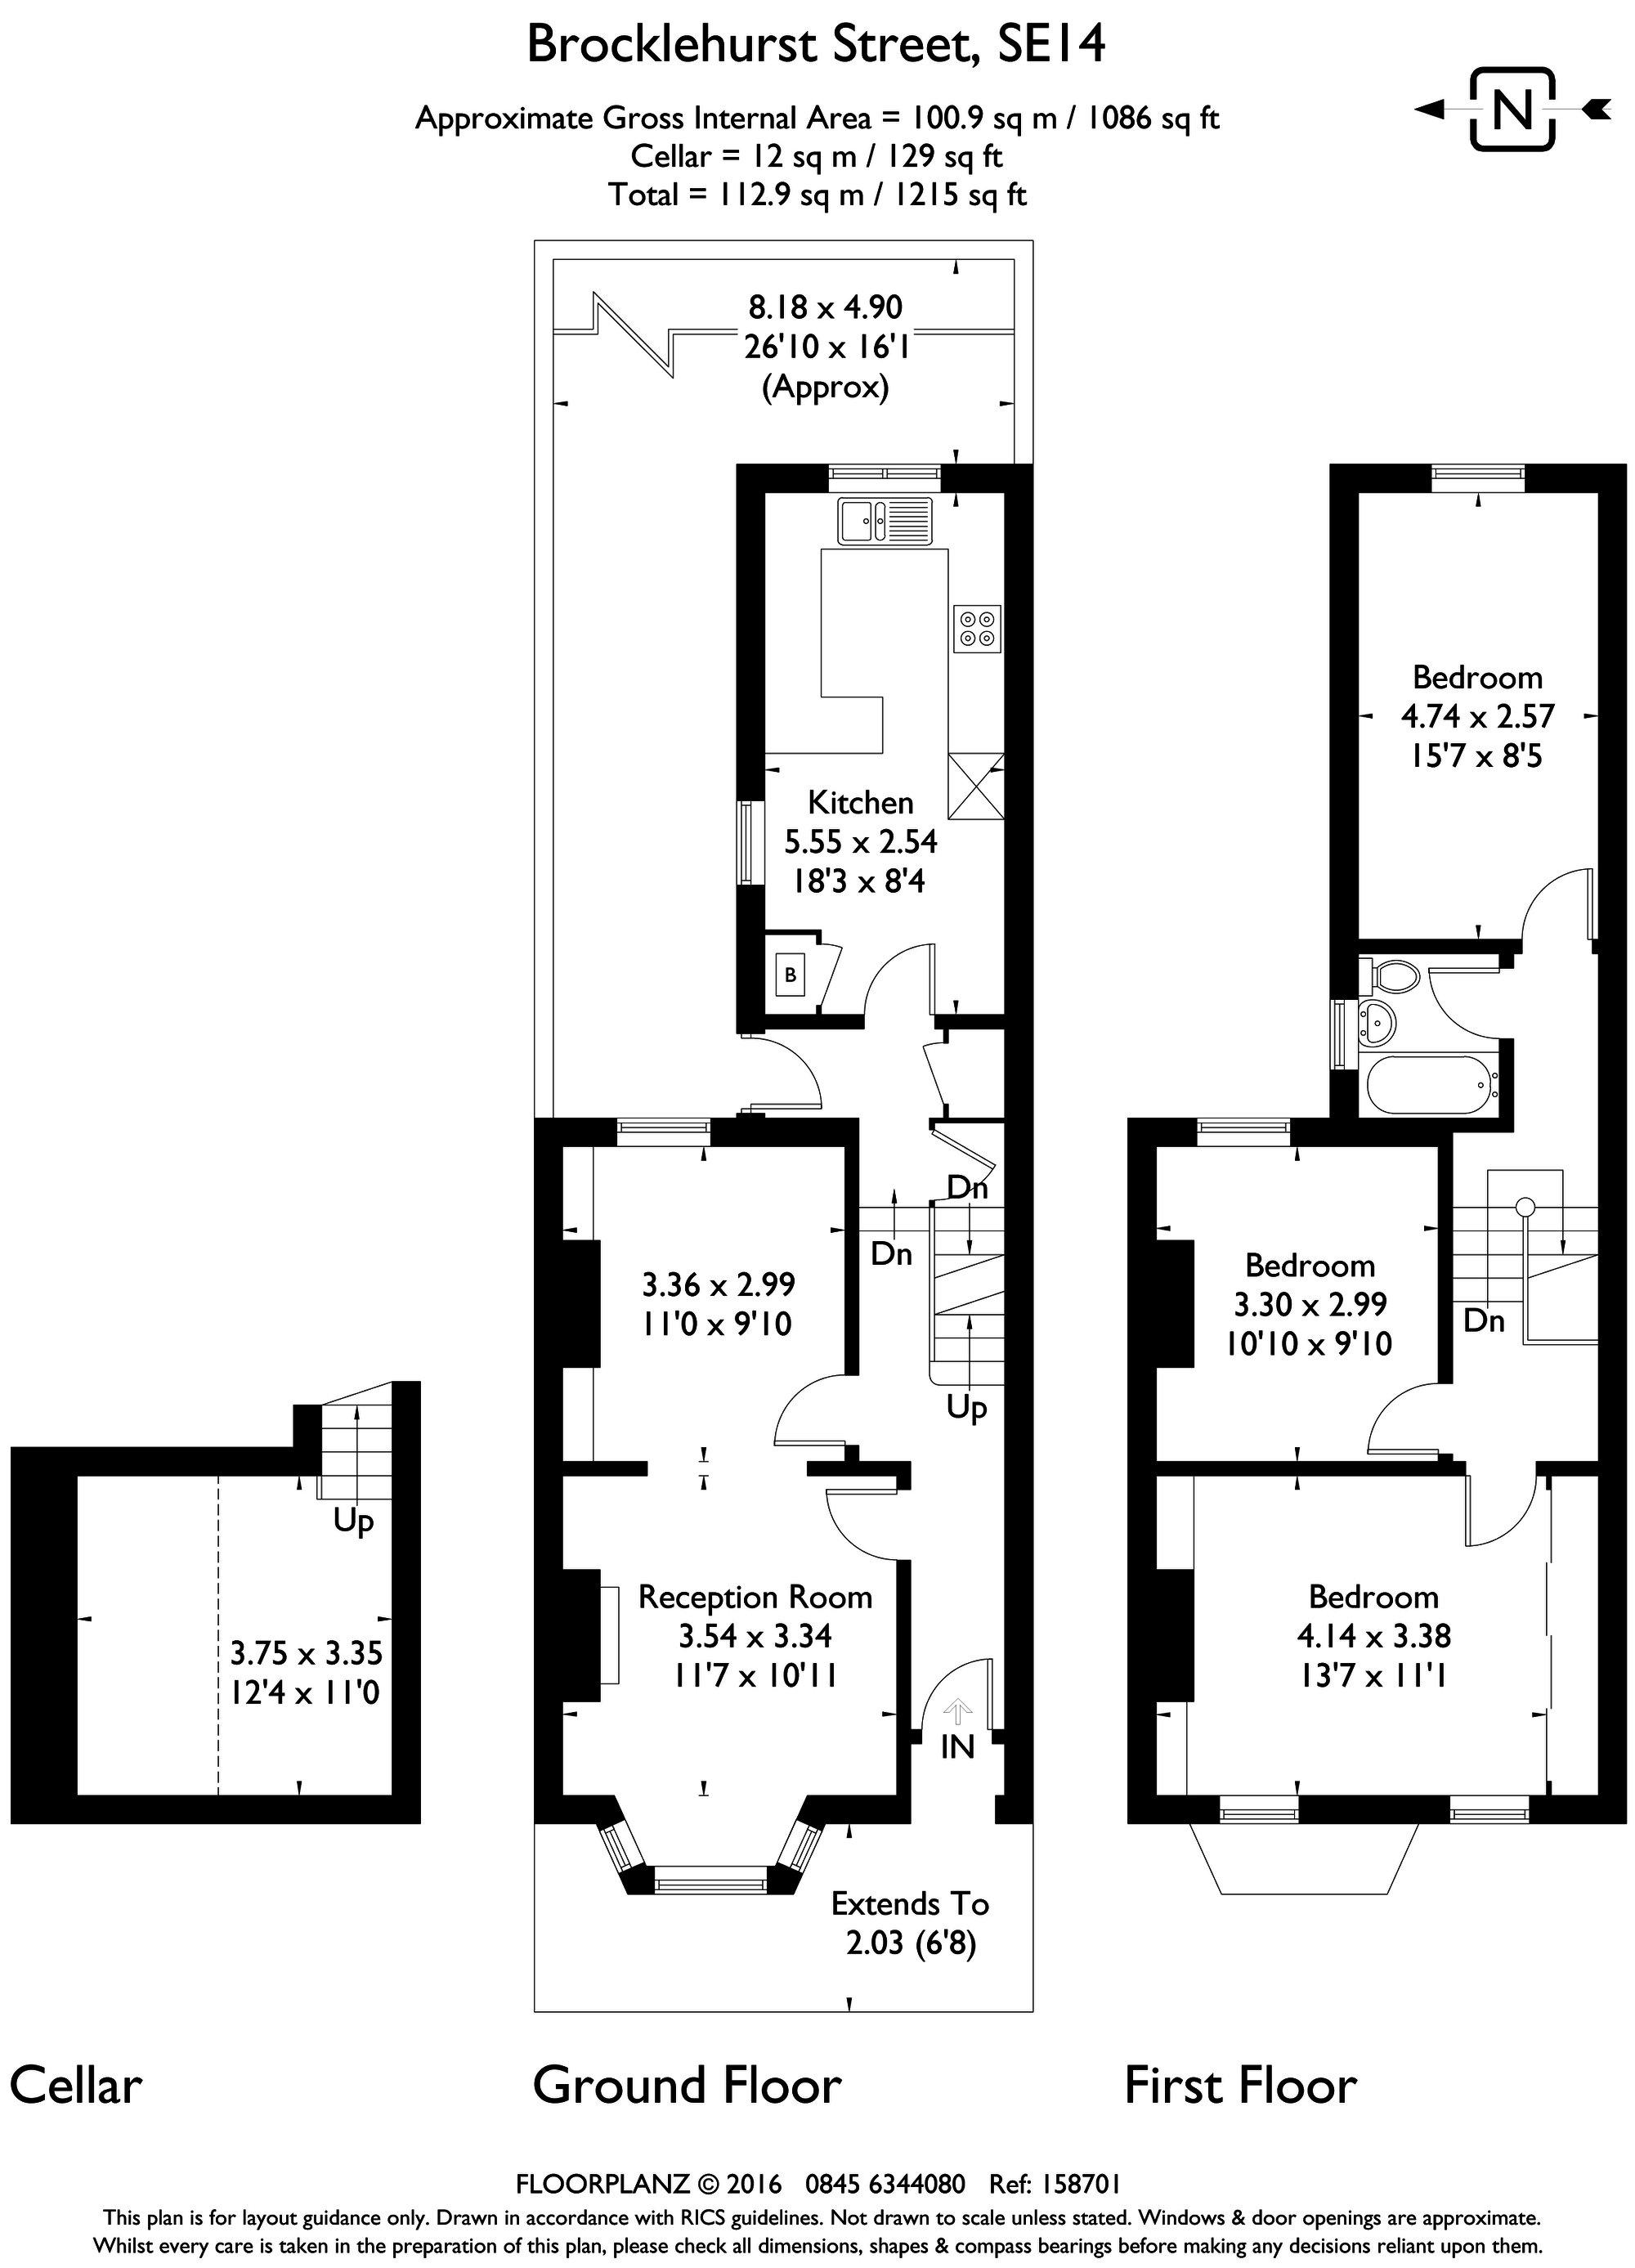 Brocklehurst Street, SE14
Approximate Gross Internal Area = 100.9 sq m / 1086 sq ft
Cellar = 12 sq m / 129 sq ft
Total = 112.9 sq m / 1215 sq ft
N
8.18 x 4.90
26'10 x 16'1
(Approx)
Kitchen
5.55 x 2.54
18'3 x 8'4
B
Dn
Dn
3.36 x 2.99
11'0 x 9'10
Up
Reception Room
3.54 x 3.34
11'7 x 10'11
IN
Extends To
2.03 (6'8)
Bedroom
4.74 x 2.57
15'7 x 8'5
Bedroom
3.30 x 2.99
10'10 x 9'10
Dn
Bedroom
4.14 x 3.38
13'7 x 11'1
Up
3.75 x 3.35
12'4 x 11'0
Cellar
Ground Floor
First Floor
FLOORPLANZ © 2016 0845 6344080 Ref: 158701
This plan is for layout guidance only. Drawn in accordance with RICS guidelines. Not drawn to scale unless stated. Windows & door openings are approximate.
Whilst every care is taken in the preparation of this plan, please check all dimensions, shapes & compass bearings before making any decisions reliant upon them.